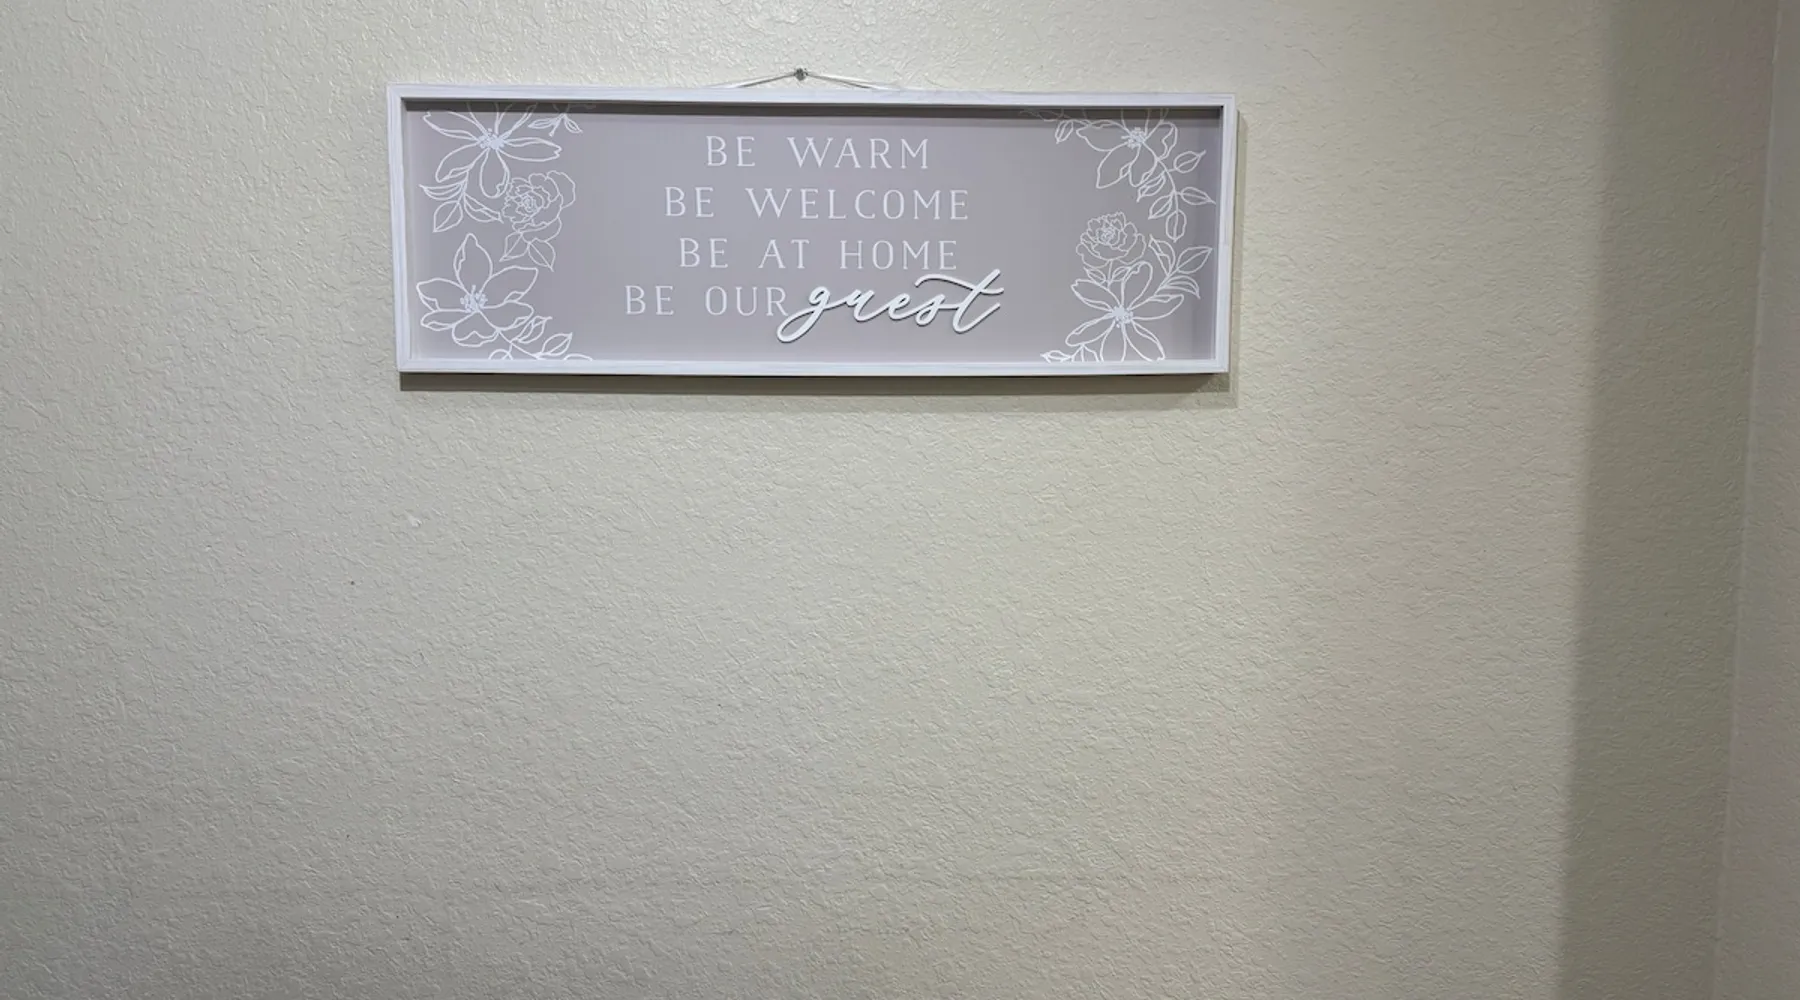 BE WARM
BE WELCOME
BE AT HOME
BE OUR guest